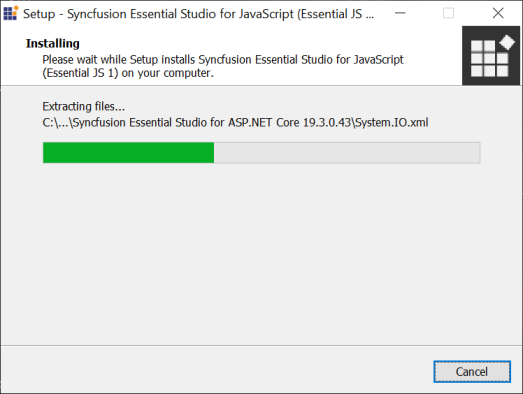 Setup - Syncfusion Essential Studio for JavaScript (Essential JS ...
Installing
Please wait while Setup installs Syncfusion Essential Studio for JavaScript
(Essential JS 1) on your computer.
Extracting files...
C:\...\Syncfusion Essential Studio for ASP.NET Core 19.3.0.43\System.IO.xml
Cancel